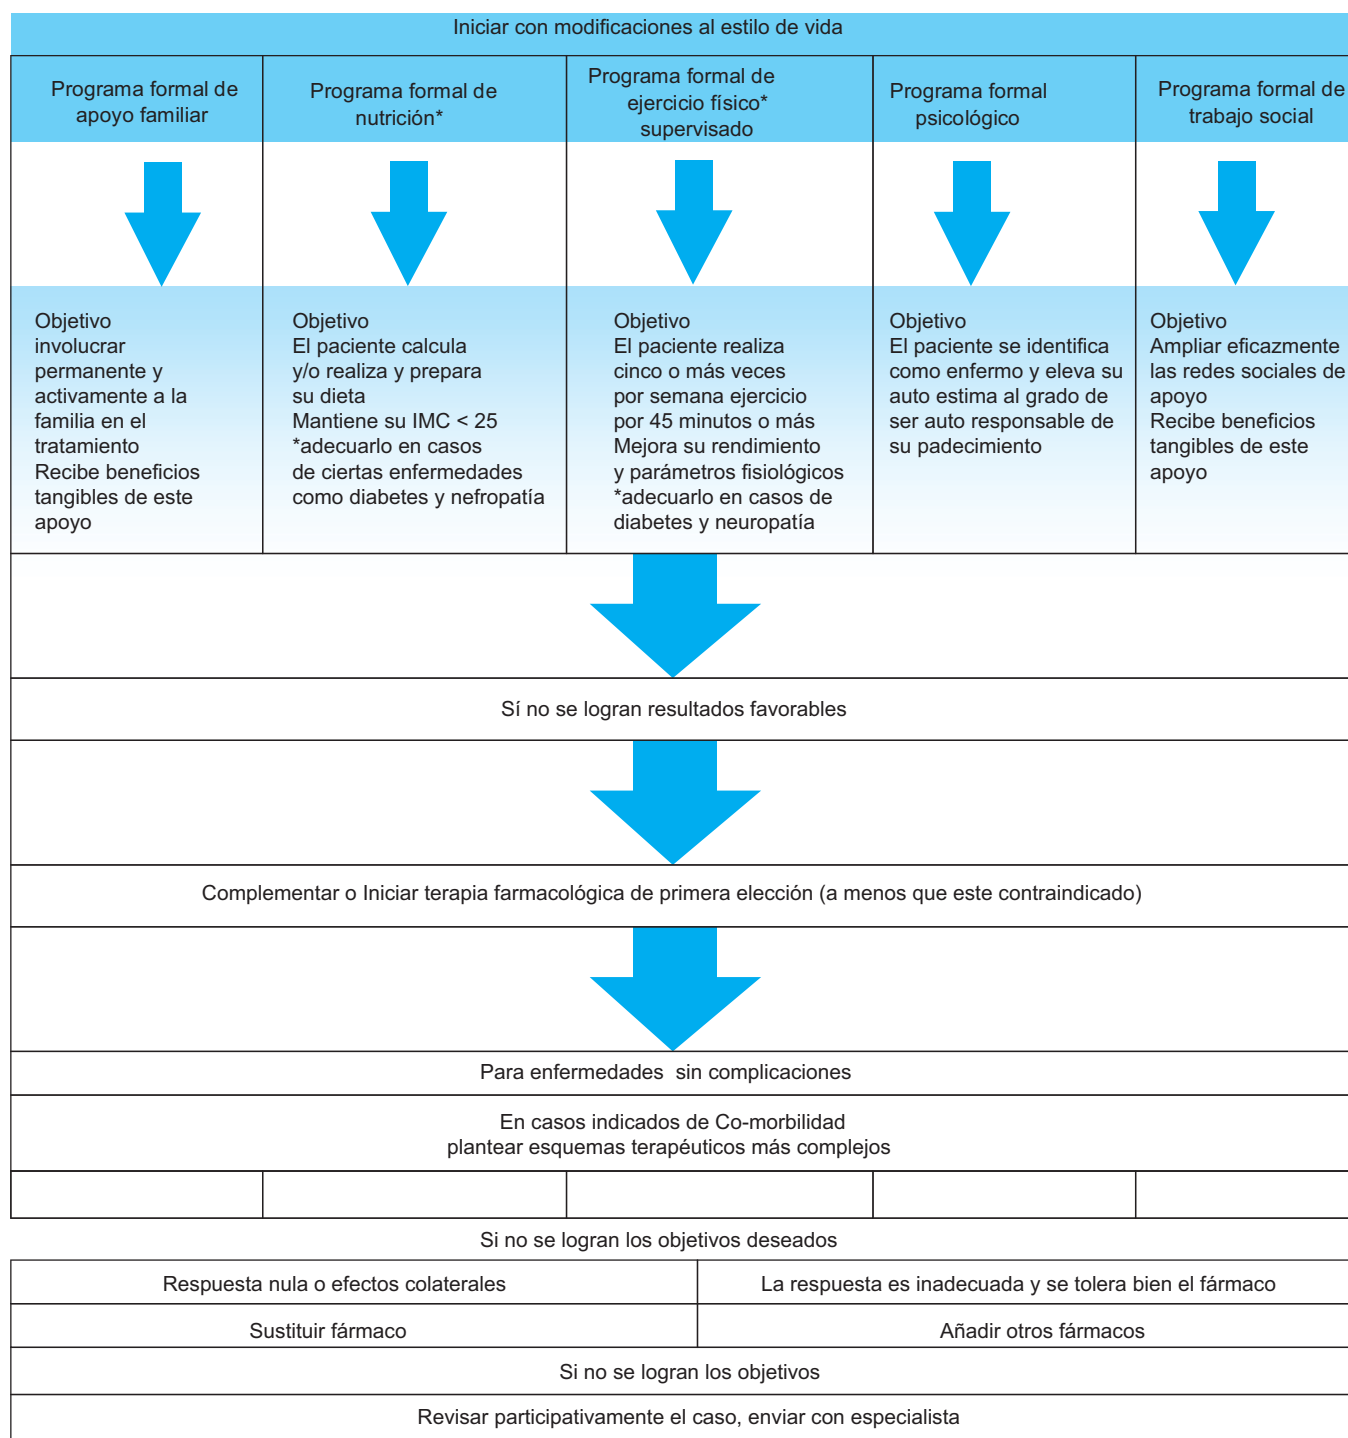 Iniciar con modificaciones al estilo de vida
Programa formal de
apoyo familiar
Programa formal de
nutrición*
Programa formal de
ejercicio físico*
supervisado
Programa formal
psicológico
Programa formal de
trabajo social
Objetivo
involucrar
permanente y
activamente a la
familia en el
tratamiento
Recibe beneficios
tangibles de este
apoyo
Objetivo
El paciente calcula
y/o realiza y prepara
su dieta
Mantiene su IMC < 25
*adecuarlo en casos
de ciertas enfermedades
como diabetes y nefropatía
Objetivo
El paciente realiza
cinco o más veces
por semana ejercicio
por 45 minutos o más
Mejora su rendimiento
y parámetros fisiológicos
*adecuarlo en casos de
diabetes y neuropatía
Objetivo
El paciente se identifica
como enfermo y eleva su
auto estima al grado de
ser auto responsable de
su padecimiento
Objetivo
Ampliar eficazmente
las redes sociales de
apoyo
Recibe beneficios
tangibles de este
apoyo
Sí no se logran resultados favorables
Complementar o Iniciar terapia farmacológica de primera elección (a menos que este contraindicado)
Para enfermedades sin complicaciones
En casos indicados de Co-morbilidad
plantear esquemas terapéuticos más complejos
Si no se logran los objetivos deseados
Respuesta nula o efectos colaterales
La respuesta es inadecuada y se tolera bien el fármaco
Sustituir fármaco
Añadir otros fármacos
Si no se logran los objetivos
Revisar participativamente el caso, enviar con especialista